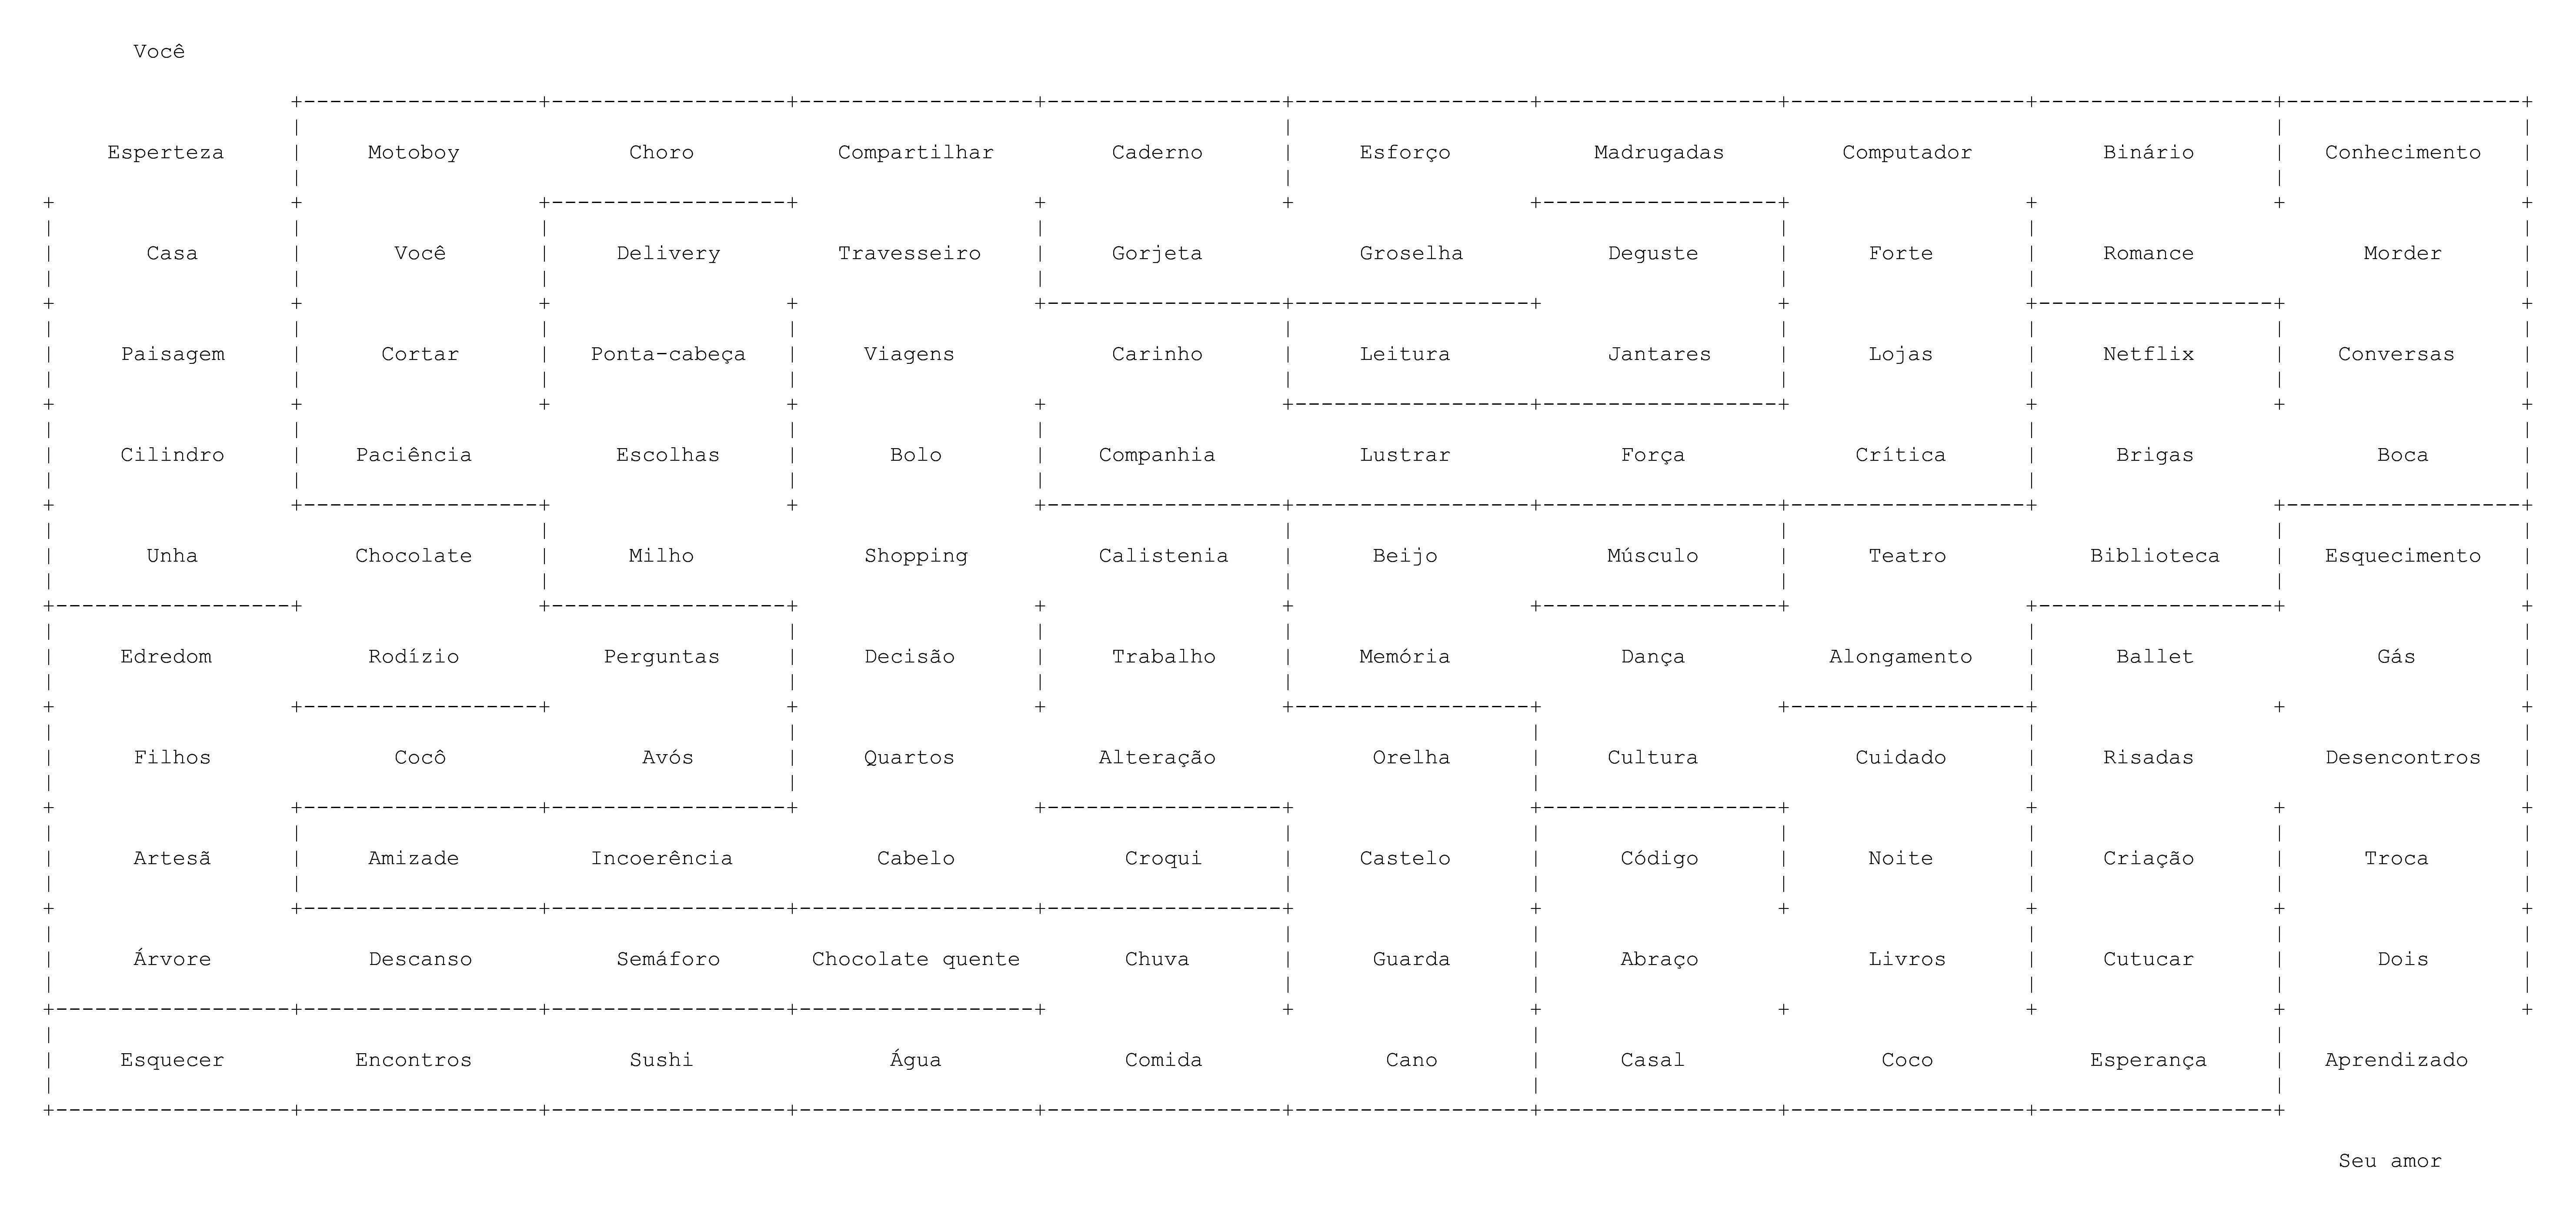 Você
Esperteza Motoboy Choro Compartilhar Caderno Esforço Madrugadas Computador Binário Conhecimento
Casa Você Delivery Travesseiro Gorjeta Groselha Deguste Forte Romance Morder
Paisagem Cortar Ponta-cabeça Viagens Carinho Leitura Jantares Lojas Netflix Conversas
Cilindro Paciência Escolhas Bolo Companhia Lustrar Força Crítica Brigas Boca
Unha Chocolate Milho Shopping Calistenia Beijo Músculo Teatro Biblioteca Esquecimento
Edredom Rodízio Perguntas Decisão Trabalho Memória Dança Alongamento Ballet Gás
Filhos Cocô Avós Quartos Alteração Orelha Cultura Cuidado Risadas Desencontros
Artesã Amizade Incoerência Cabelo Croqui Castelo Código Noite Criação Troca
Árvore Descanso Semáforo Chocolate quente Chuva Guarda Abraço Livros Cutucar Dois
Esquecer Encontros Sushi Água Comida Cano Casal Coco Esperança Aprendizado
Seu amor